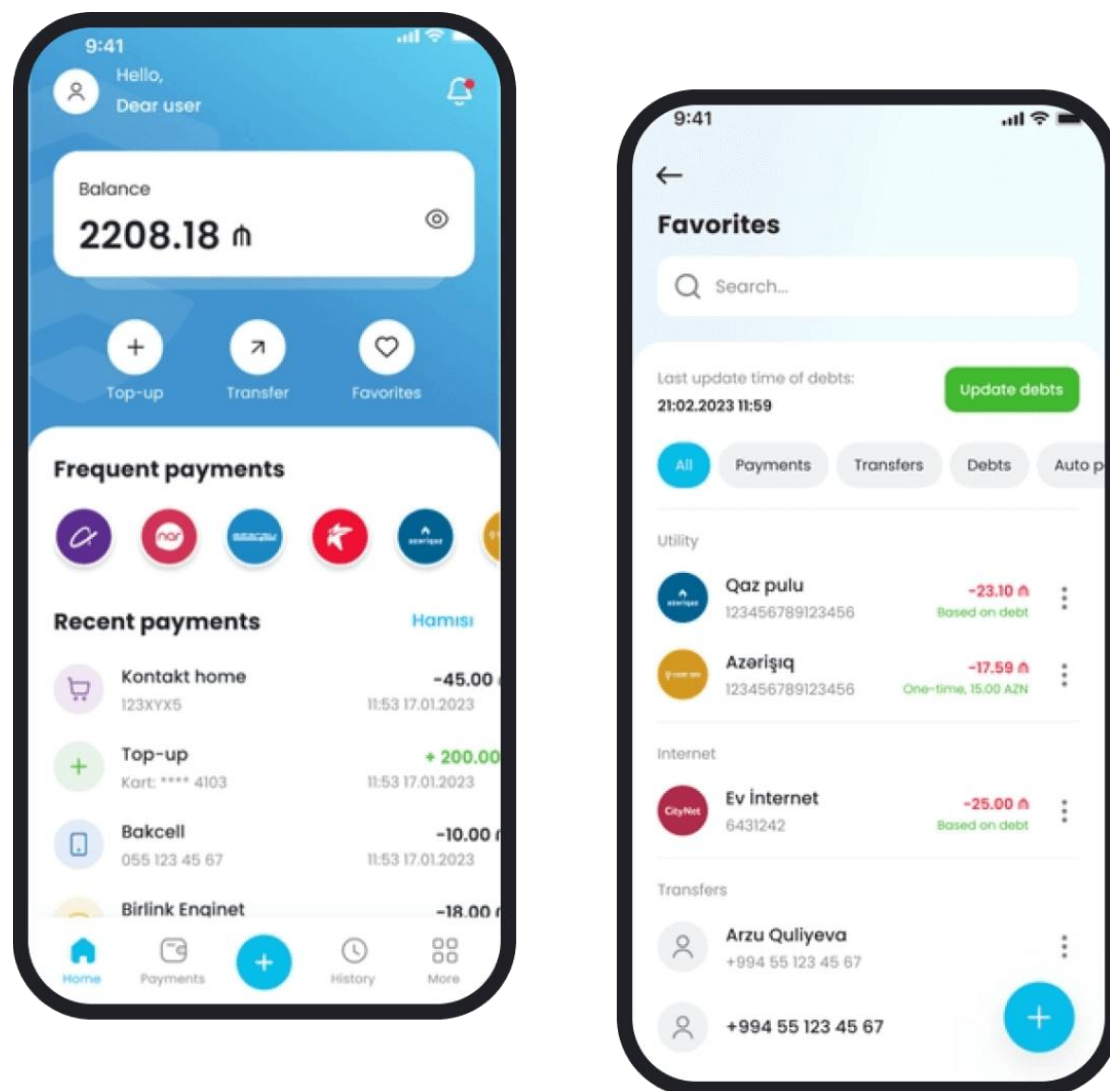 9:41
Hello,
Dear user
Balance
2208.18 ₼
Top-up
Transfer
Favorites
Frequent payments
nar
azəriqaz
Recent payments
Hamısı
Kontakt home
-45.00
123XYX5
11:53 17.01.2023
Top-up
+ 200.00
Kart: **** 4103
11:53 17.01.2023
Bakcell
-10.00
055 123 45 67
11:53 17.01.2023
Birlink Enginet
-18.00
Home
Payments
History
More
9:41
Favorites
Search...
Last update time of debts:
21:02.2023 11:59
Update debts
All
Payments
Transfers
Debts
Auto p
Utility
azəriqaz
Qaz pulu
-23.10 ₼
123456789123456
Based on debt
Azərişıq
-17.59 ₼
123456789123456
One-time, 15.00 AZN
Internet
CityNet
Ev İnternet
-25.00 ₼
6431242
Based on debt
Transfers
Arzu Quliyeva
+994 55 123 45 67
+994 55 123 45 67